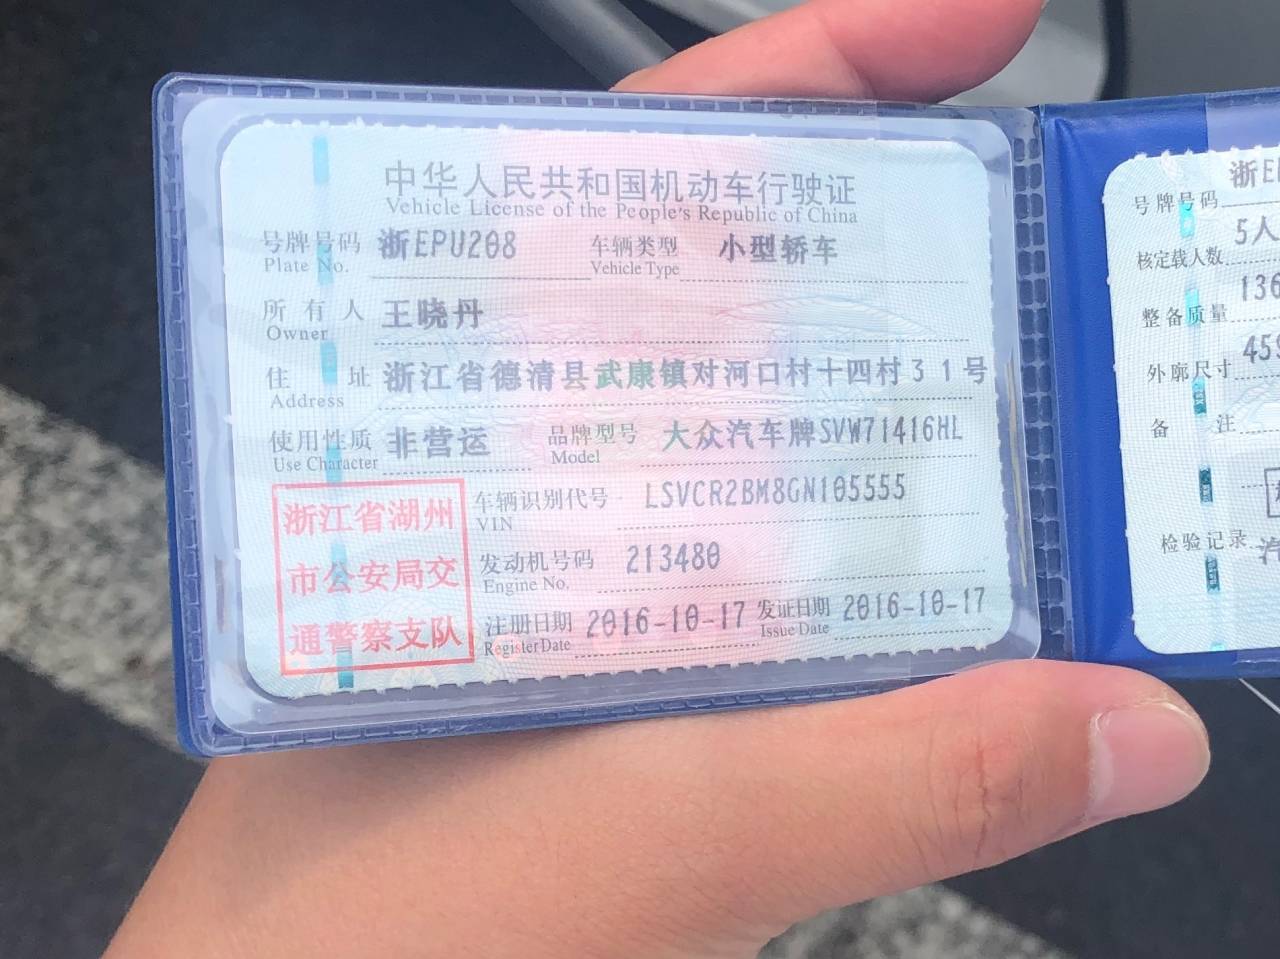 中华人民共和国机动车行驶证
Vehicle License of the People's Republic of China
号牌号码 浙EPU208 车辆类型 小型轿车
Plate No. Vehicle Type
所有人 王晓丹
Owner
住址 浙江省德清县武康镇对河口村十四村31号
Address
使用性质 非营运 品牌型号 大众汽车牌SVW71416HL
Use Character Model
浙江省湖州
市公安局交
通警察支队
车辆识别代号 LSVCR2BM8GN105555
VIN
发动机号码 213480
Engine No.
注册日期 2016-10-17 发证日期 2016-10-17
Register Date Issue Date
号牌号码 浙E
核定载人数 5人
整备质量 136
外廓尺寸 459
备注
检验记录